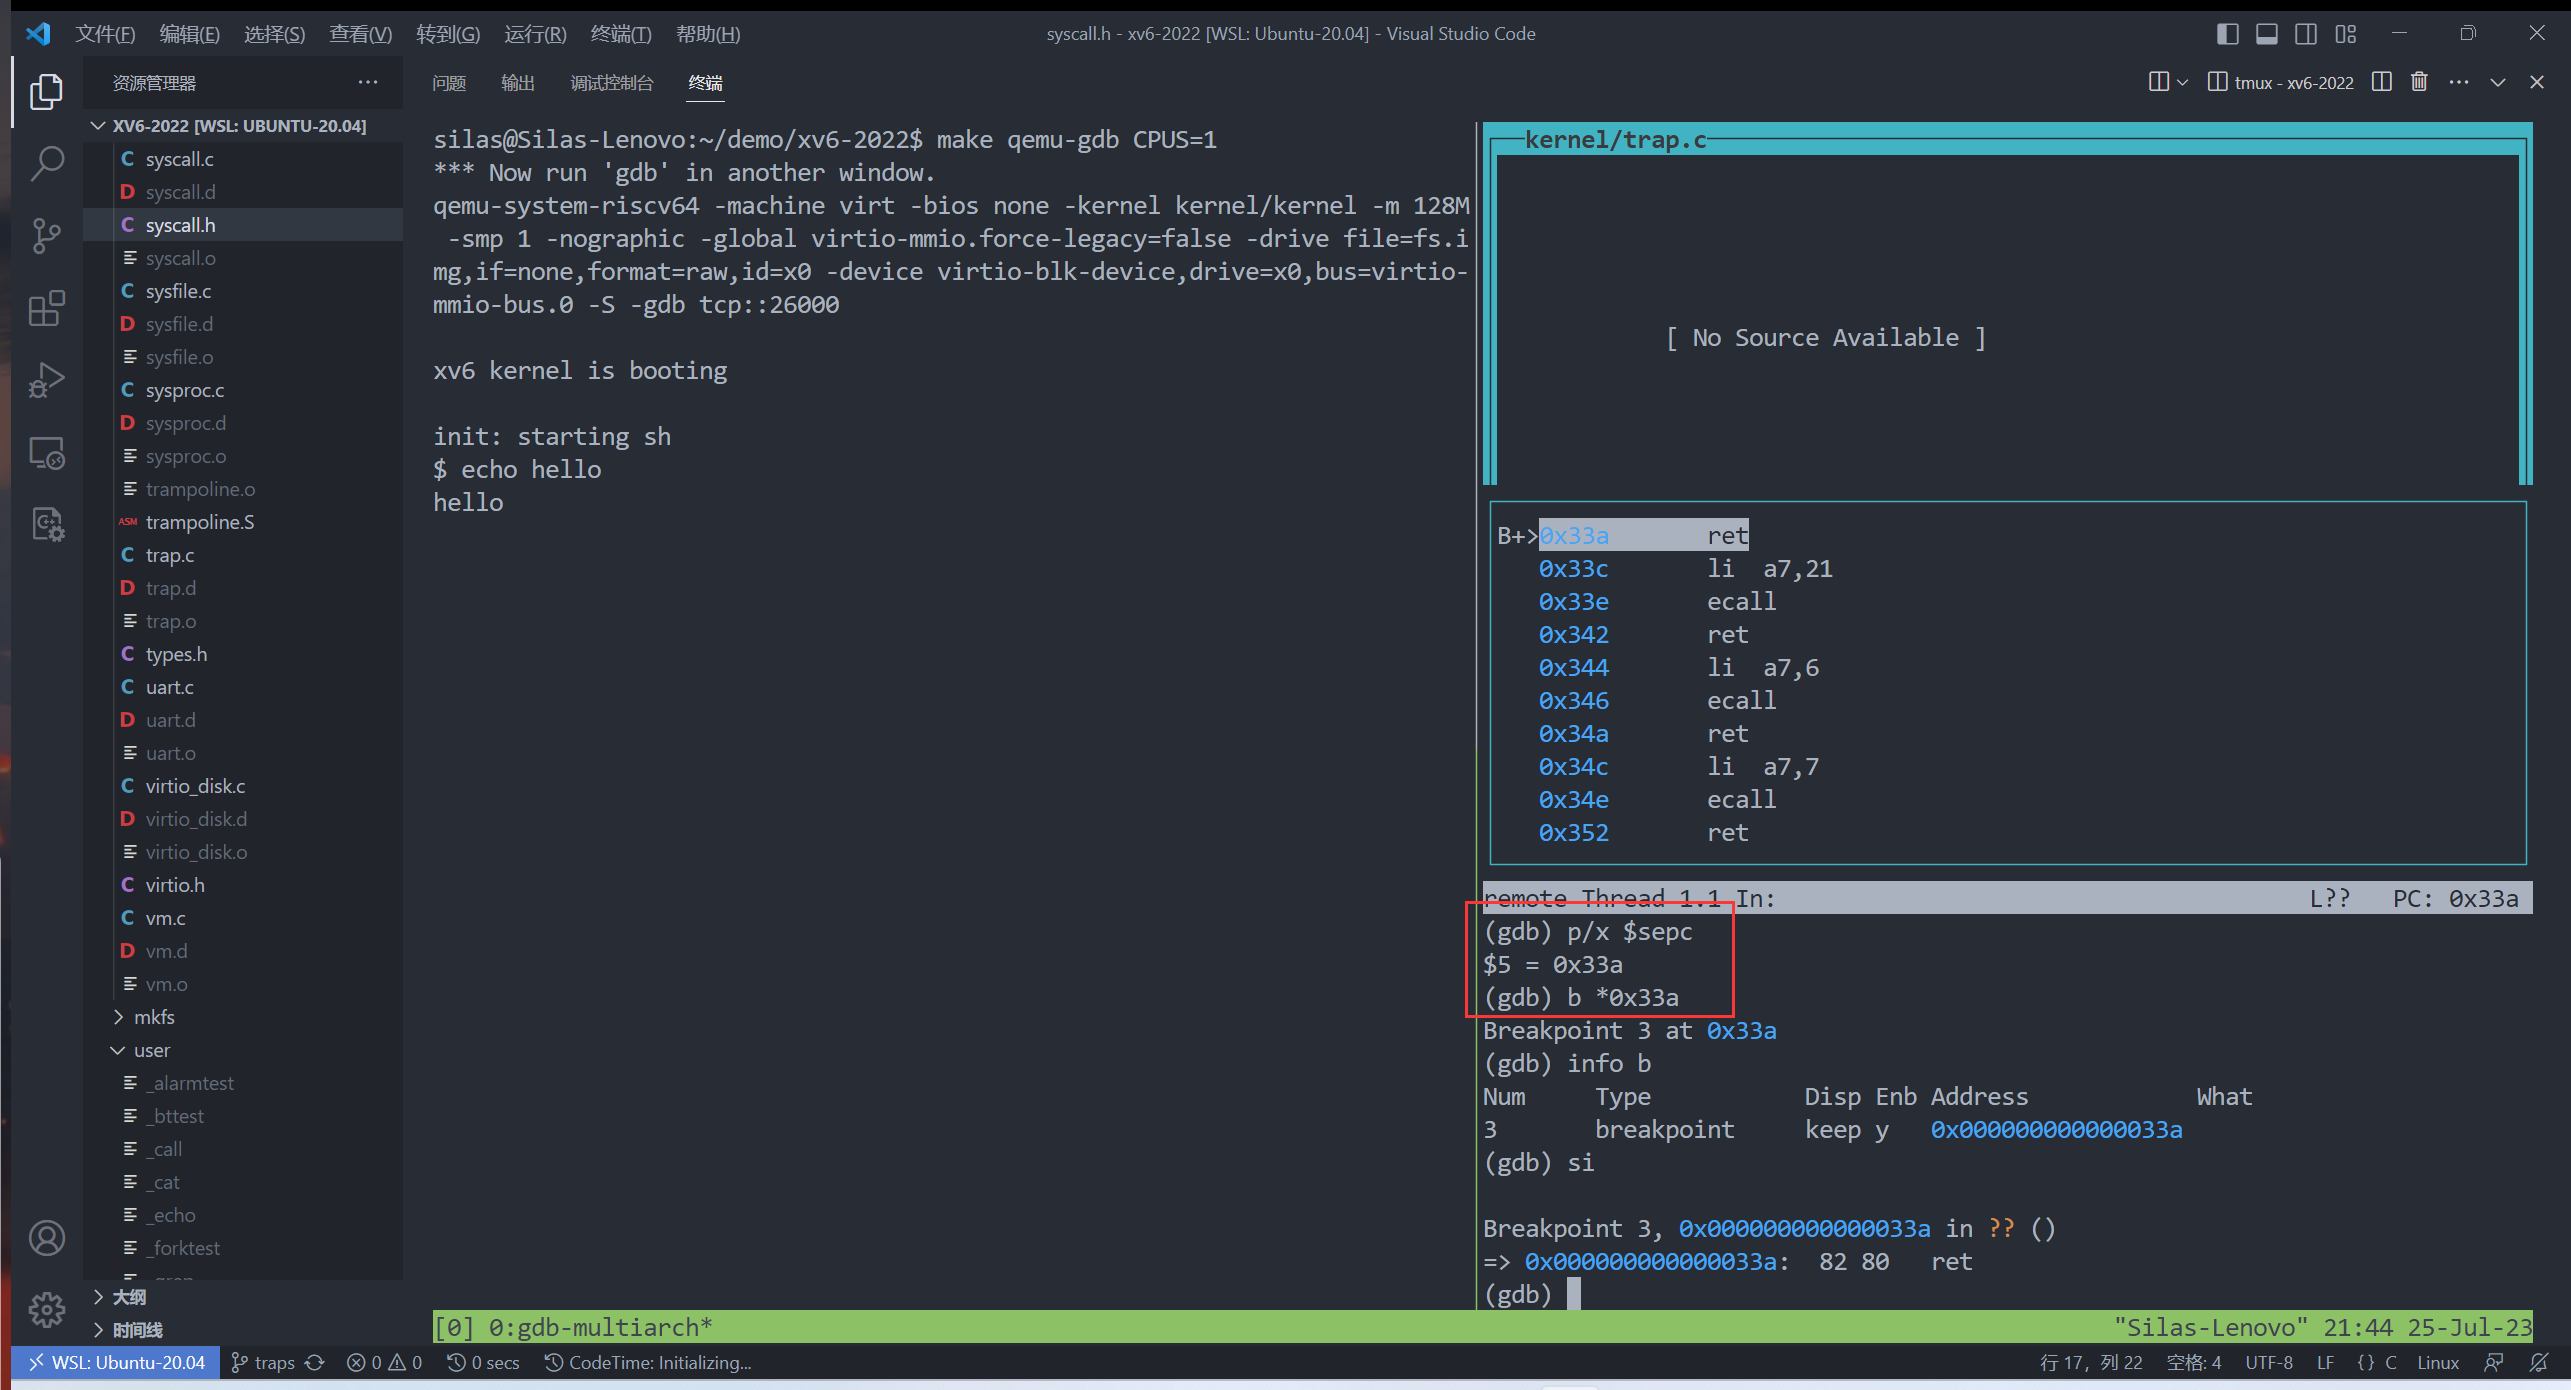 文件(F) 编辑(E) 选择(S) 查看(V) 转到(G) 运行(R) 终端(T) 帮助(H)
syscall.h - xv6-2022 [WSL: Ubuntu-20.04] - Visual Studio Code
资源管理器
XV6-2022 [WSL: UBUNTU-20.04]
C syscall.c
D syscall.d
C syscall.h
syscall.o
C sysfile.c
D sysfile.d
sysfile.o
C sysproc.c
D sysproc.d
sysproc.o
trampoline.o
ASM trampoline.S
C trap.c
D trap.d
trap.o
C types.h
C uart.c
D uart.d
uart.o
C virtio_disk.c
D virtio_disk.d
virtio_disk.o
C virtio.h
C vm.c
D vm.d
vm.o
mkfs
user
_alarmtest
_bttest
_call
_cat
_echo
_forktest
大纲
时间线
问题 输出 调试控制台 终端
tmux - xv6-2022
silas@Silas-Lenovo:~/demo/xv6-2022$ make qemu-gdb CPUS=1
*** Now run 'gdb' in another window.
qemu-system-riscv64 -machine virt -bios none -kernel kernel/kernel -m 128M
-smp 1 -nographic -global virtio-mmio.force-legacy=false -drive file=fs.i
mg,if=none,format=raw,id=x0 -device virtio-blk-device,drive=x0,bus=virtio-
mmio-bus.0 -S -gdb tcp::26000
xv6 kernel is booting
init: starting sh
$ echo hello
hello
kernel/trap.c
[ No Source Available ]
B+>0x33a ret
0x33c li a7,21
0x33e ecall
0x342 ret
0x344 li a7,6
0x346 ecall
0x34a ret
0x34c li a7,7
0x34e ecall
0x352 ret
remote Thread 1.1 In: L?? PC: 0x33a
(gdb) p/x $sepc
$5 = 0x33a
(gdb) b *0x33a
Breakpoint 3 at 0x33a
(gdb) info b
Num Type Disp Enb Address What
3 breakpoint keep y 0x000000000000033a
(gdb) si
Breakpoint 3, 0x000000000000033a in ?? ()
=> 0x000000000000033a: 82 80 ret
(gdb)
[0] 0:gdb-multiarch* "Silas-Lenovo" 21:44 25-Jul-23
WSL: Ubuntu-20.04 traps 0 0 0 secs CodeTime: Initializing... 行 17，列 22 空格: 4 UTF-8 LF {} C Linux